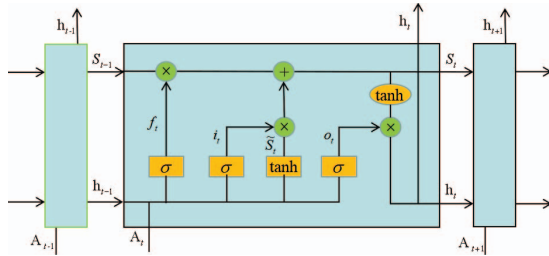 h_{t-1}
h_t
h_{t+1}
S_{t-1}
× +
S_t
tanh
f_t
i_t
×
S̃_t
o_t
×
σ
σ
tanh
σ
h_{t-1}
h_t
A_{t-1}
A_t
A_{t+1}